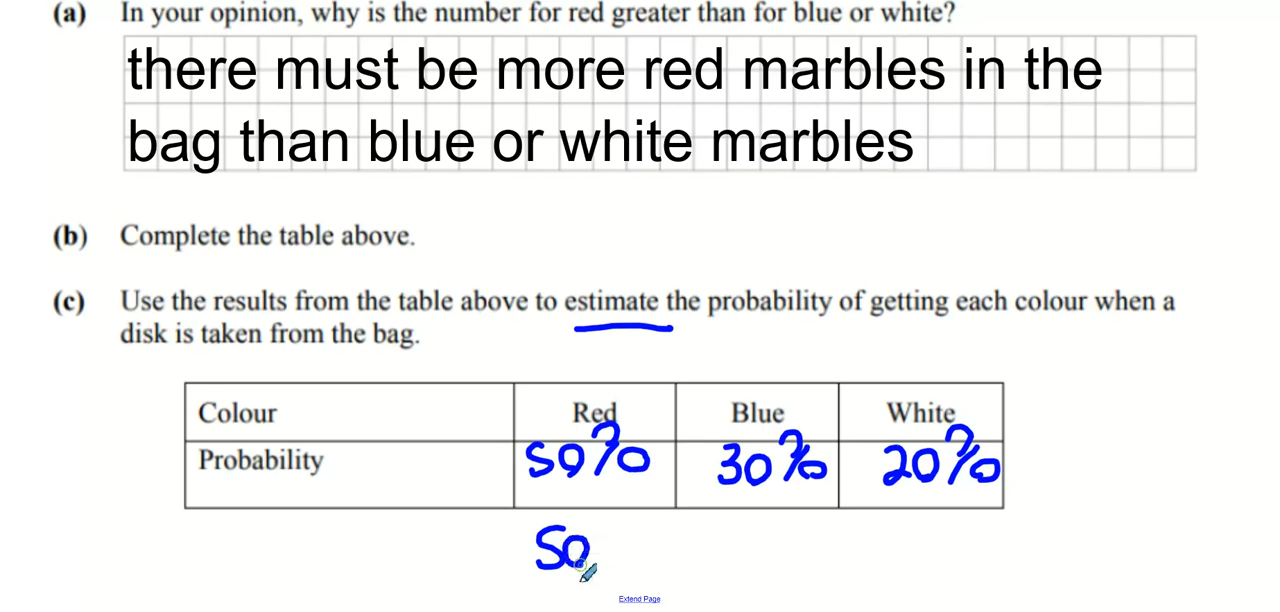 (a) In your opinion, why is the number for red greater than for blue or white?
there must be more red marbles in the
bag than blue or white marbles
(b) Complete the table above.
(c) Use the results from the table above to estimate the probability of getting each colour when a
disk is taken from the bag.
Colour Red Blue White
Probability 50% 30% 20%
50
Extend Page